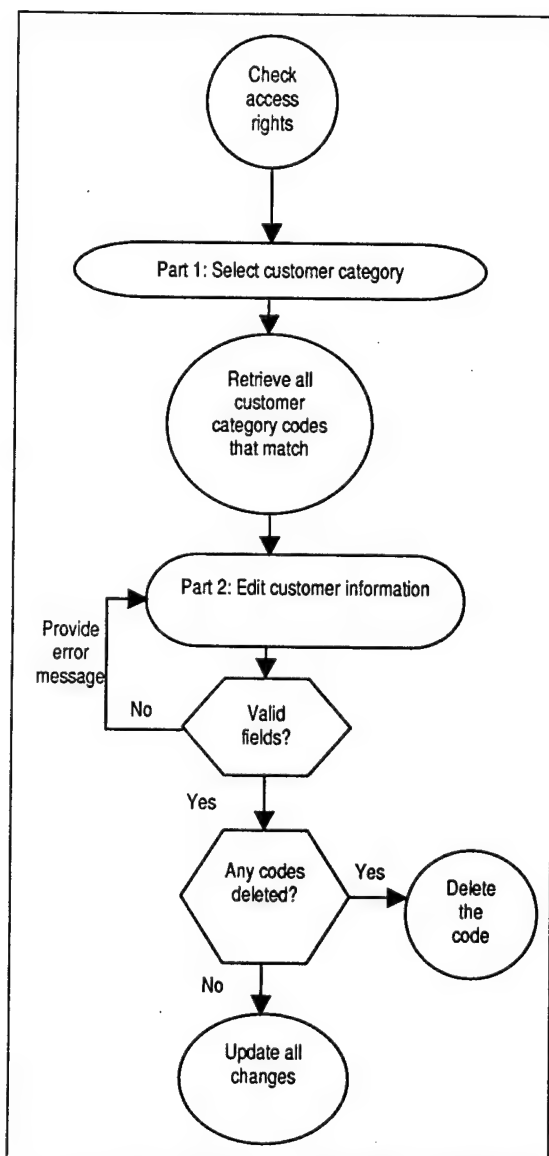 Check
access
rights
Part 1: Select customer category
Retrieve all
customer
category codes
that match
Part 2: Edit customer information
Provide
error
message
No
Valid
fields?
Yes
Any codes
deleted?
Yes
Delete
the
code
No
Update all
changes